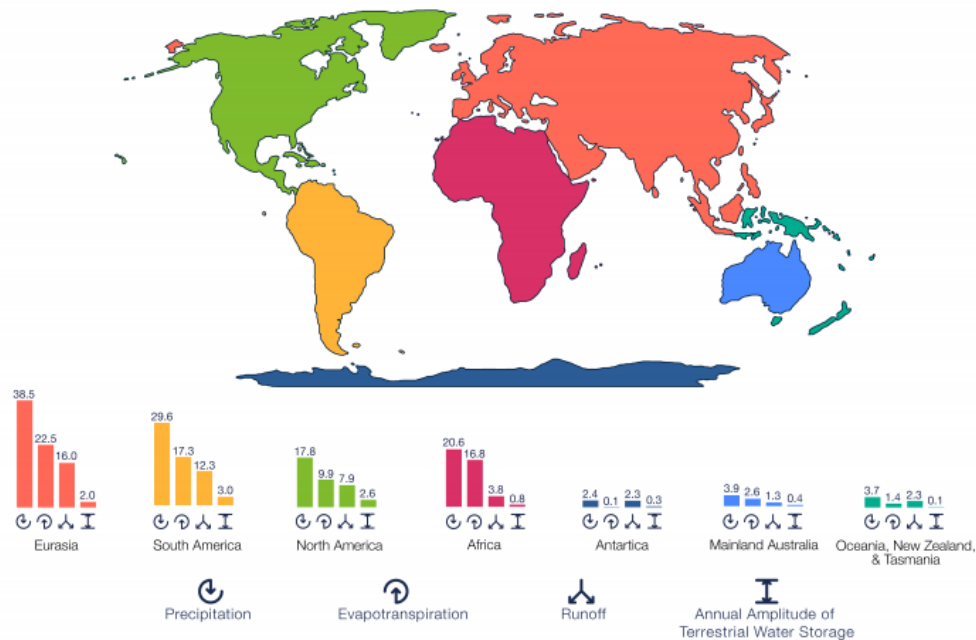 38.5
22.5
16.0
2.0
Eurasia
29.6
17.3
12.3
3.0
South America
17.8
9.9
7.9
2.6
North America
20.6
16.8
3.8
0.8
Africa
2.4
0.1
2.3
0.3
Antartica
3.9
2.6
1.3
0.4
Mainland Australia
3.7
1.4
2.3
0.1
Oceania, New Zealand,
& Tasmania
Precipitation
Evapotranspiration
Runoff
Annual Amplitude of
Terrestrial Water Storage